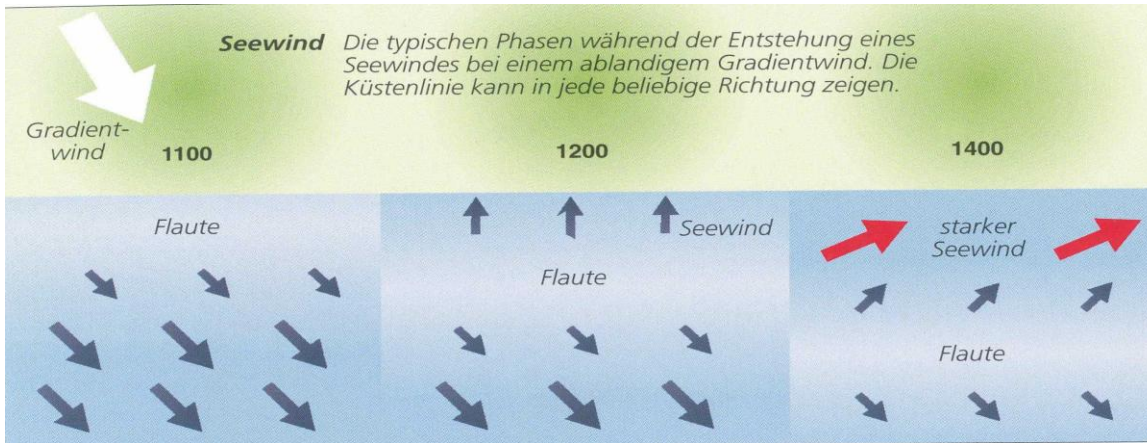 Seewind Die typischen Phasen während der Entstehung eines
Seewindes bei einem ablandigem Gradientwind. Die
Küstenlinie kann in jede beliebige Richtung zeigen.
Gradient-
wind
1100
1200
1400
Flaute
Seewind
Flaute
starker
Seewind
Flaute